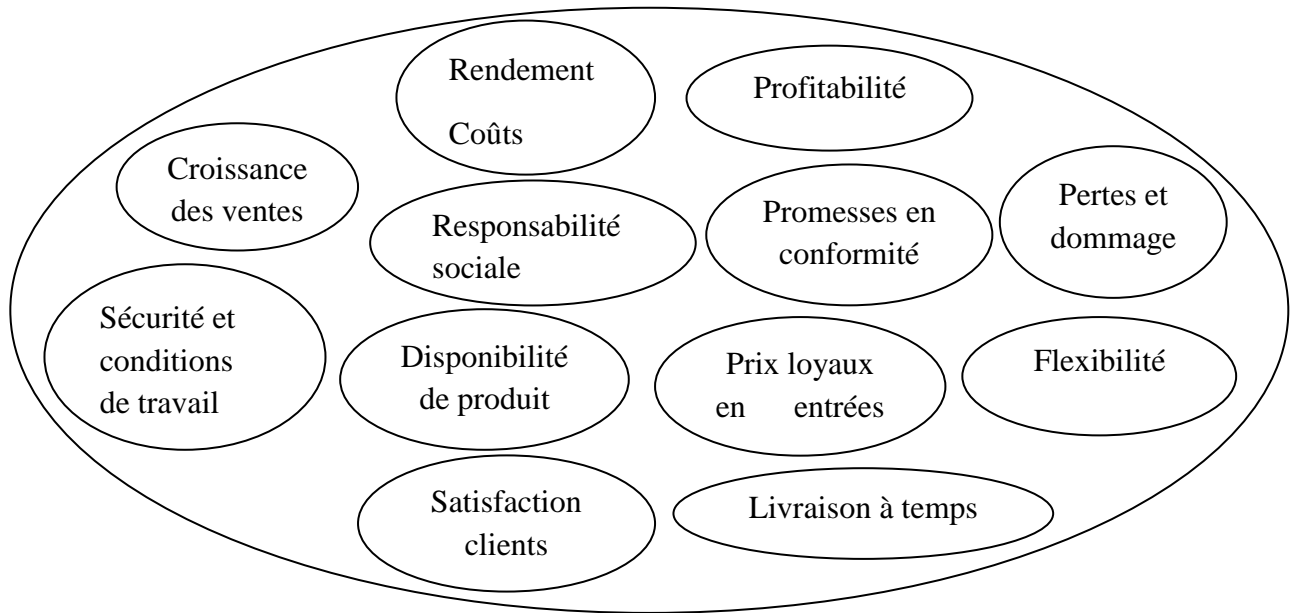 Rendement
Coûts
Profitabilité
Croissance
des ventes
Responsabilité
sociale
Promesses en
conformité
Pertes et
dommage
Sécurité et
conditions
de travail
Disponibilité
de produit
Prix loyaux
en entrées
Flexibilité
Satisfaction
clients
Livraison à temps